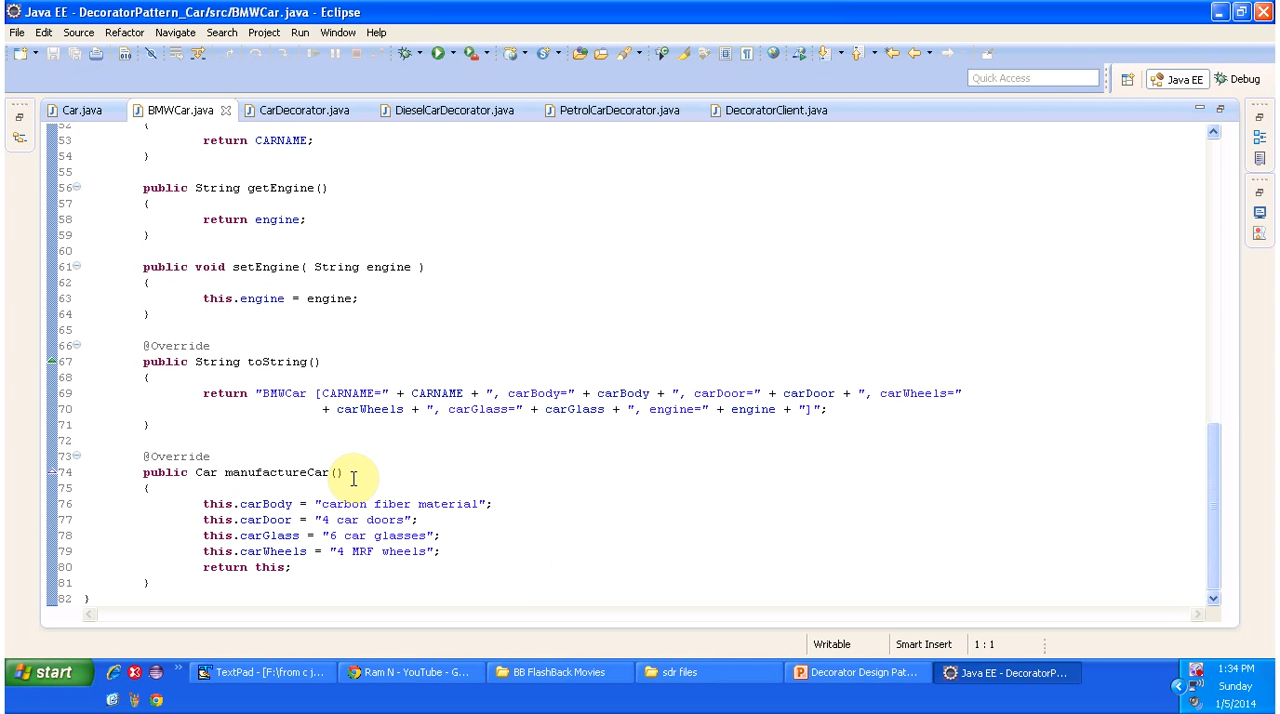 Java EE - DecoratorPattern_Car/src/BMWCar.java - Eclipse
File Edit Source Refactor Navigate Search Project Run Window Help
Quick Access
Java EE
Debug
Car.java
BMWCar.java
CarDecorator.java
DieselCarDecorator.java
PetrolCarDecorator.java
DecoratorClient.java
52 {
53 return CARNAME;
54 }
55
56 public String getEngine()
57 {
58 return engine;
59 }
60
61 public void setEngine( String engine )
62 {
63 this.engine = engine;
64 }
65
66 @Override
67 public String toString()
68 {
69 return "BMWCar [CARNAME=" + CARNAME + ", carBody=" + carBody + ", carDoor=" + carDoor + ", carWheels="
70 + carWheels + ", carGlass=" + carGlass + ", engine=" + engine + "]";
71 }
72
73 @Override
74 public Car manufactureCar()
75 {
76 this.carBody = "carbon fiber material";
77 this.carDoor = "4 car doors";
78 this.carGlass = "6 car glasses";
79 this.carWheels = "4 MRF wheels";
80 return this;
81 }
82 }
Writable
Smart Insert
1 : 1
start
TextPad - [F:\from c j...
Ram N - YouTube - G...
BB FlashBack Movies
sdr files
Decorator Design Pat...
Java EE - DecoratorP...
1:34 PM
Sunday
1/5/2014